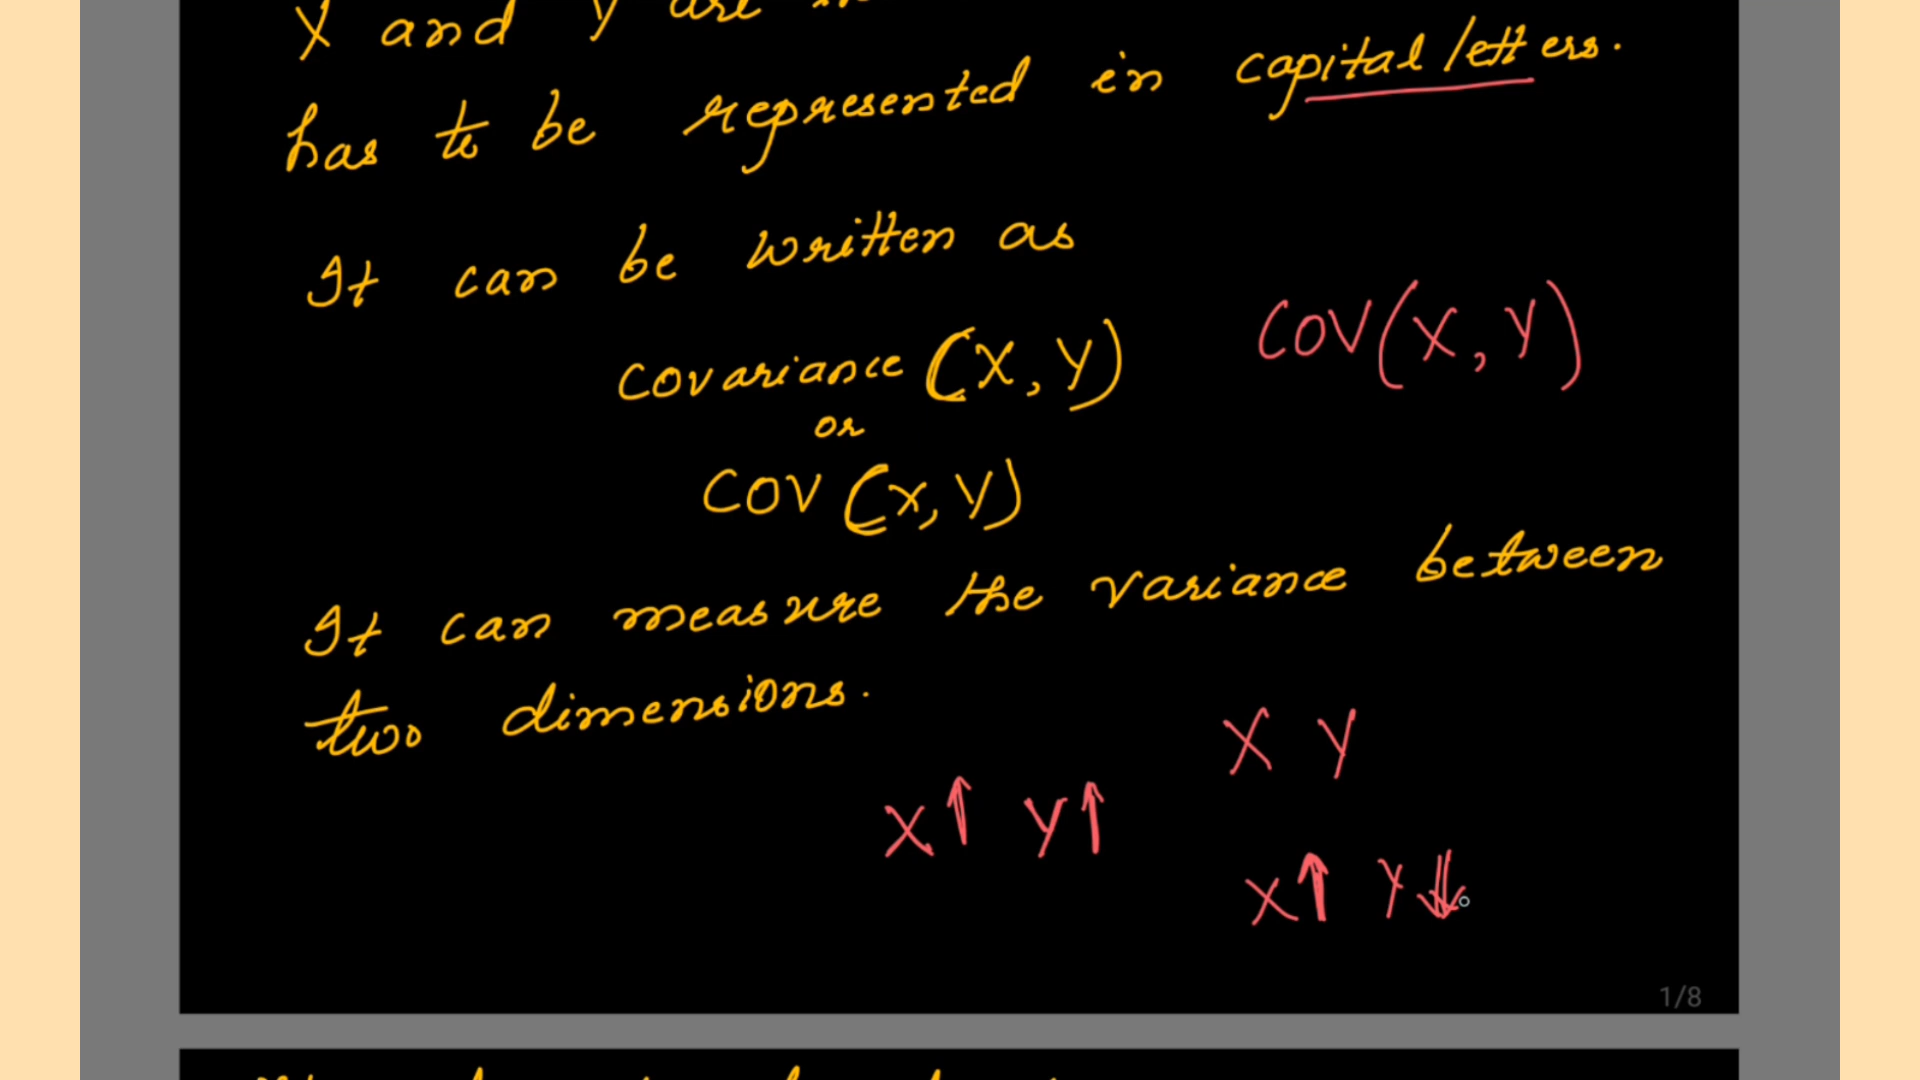 X and Y are
has to be represented in capital letters.
It can be written as
Covariance (X, Y) COV(X, Y)
or
COV (X, Y)
It can measure the variance between
two dimensions.
X Y
X↑ Y↑
X↑ Y↓
1/8